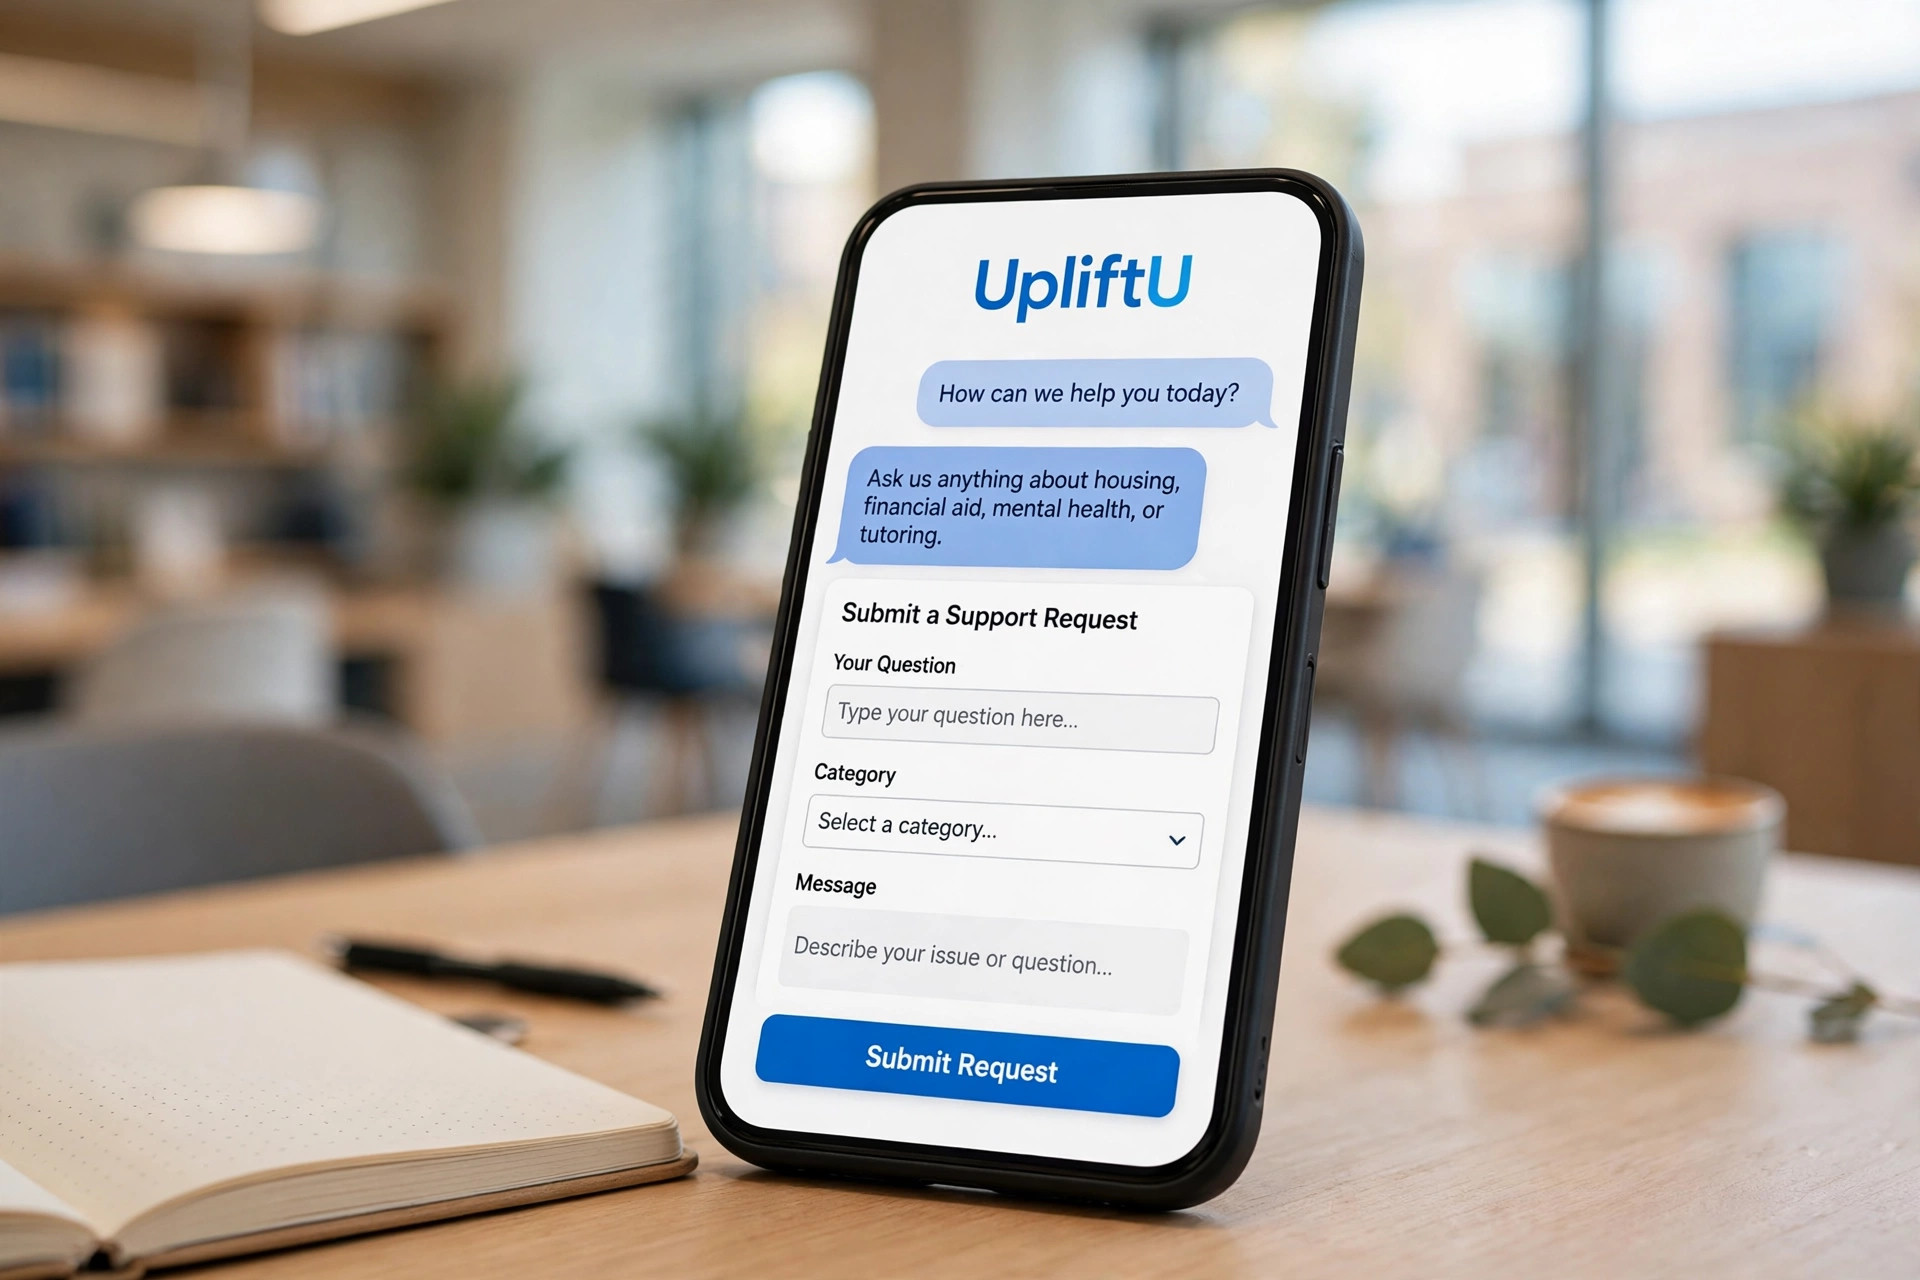 UpliftU
How can we help you today?
Ask us anything about housing,
financial aid, mental health, or
tutoring.
Submit a Support Request
Your Question
Type your question here...
Category
Select a category...
Message
Describe your issue or question...
Submit Request